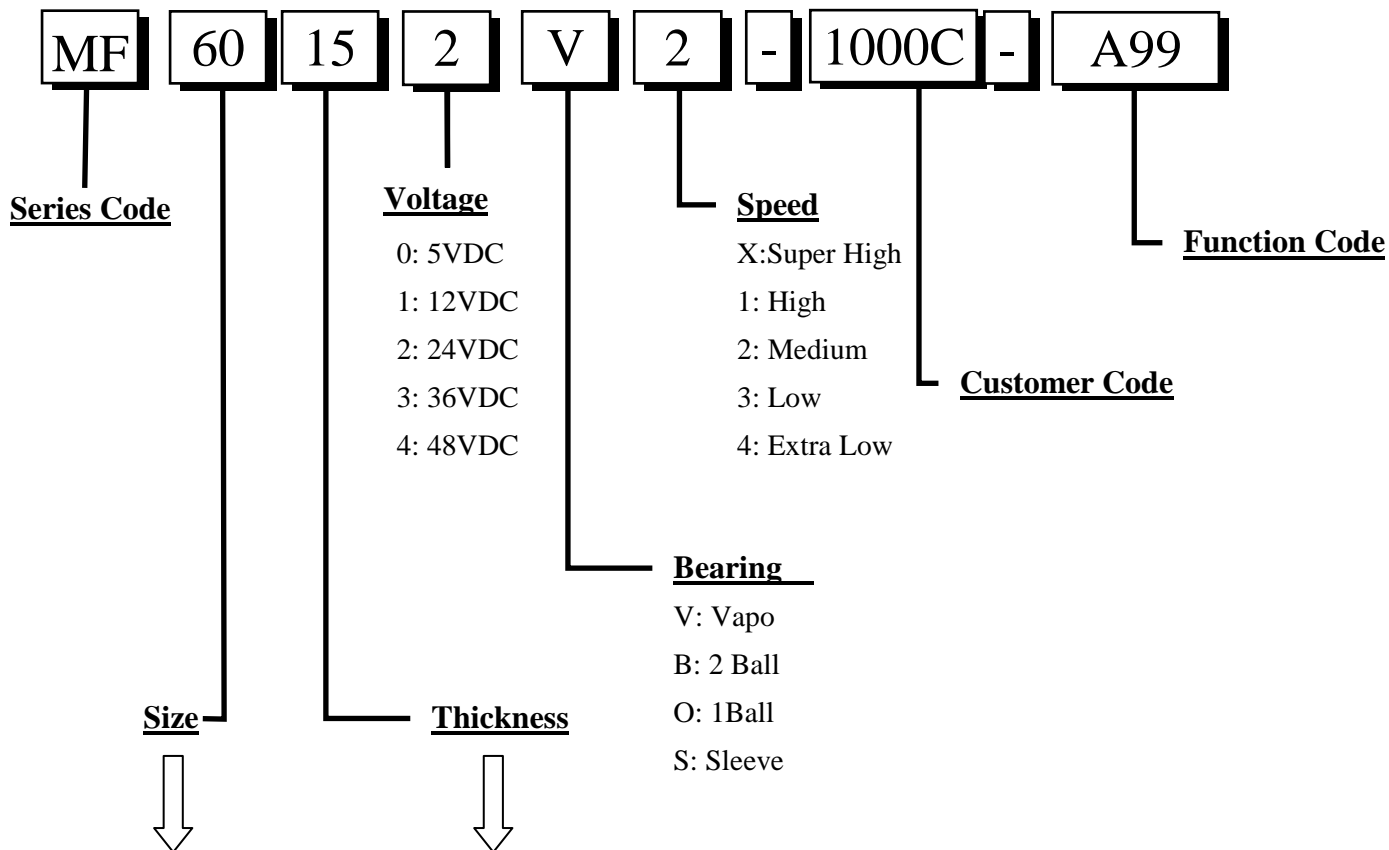 MF 60 15 2 V 2 - 1000C - A99
Series Code
Voltage
0: 5VDC
1: 12VDC
2: 24VDC
3: 36VDC
4: 48VDC
Speed
X:Super High
1: High
2: Medium
3: Low
4: Extra Low
Function Code
Customer Code
Bearing
V: Vapo
B: 2 Ball
O: 1Ball
S: Sleeve
Size
Thickness